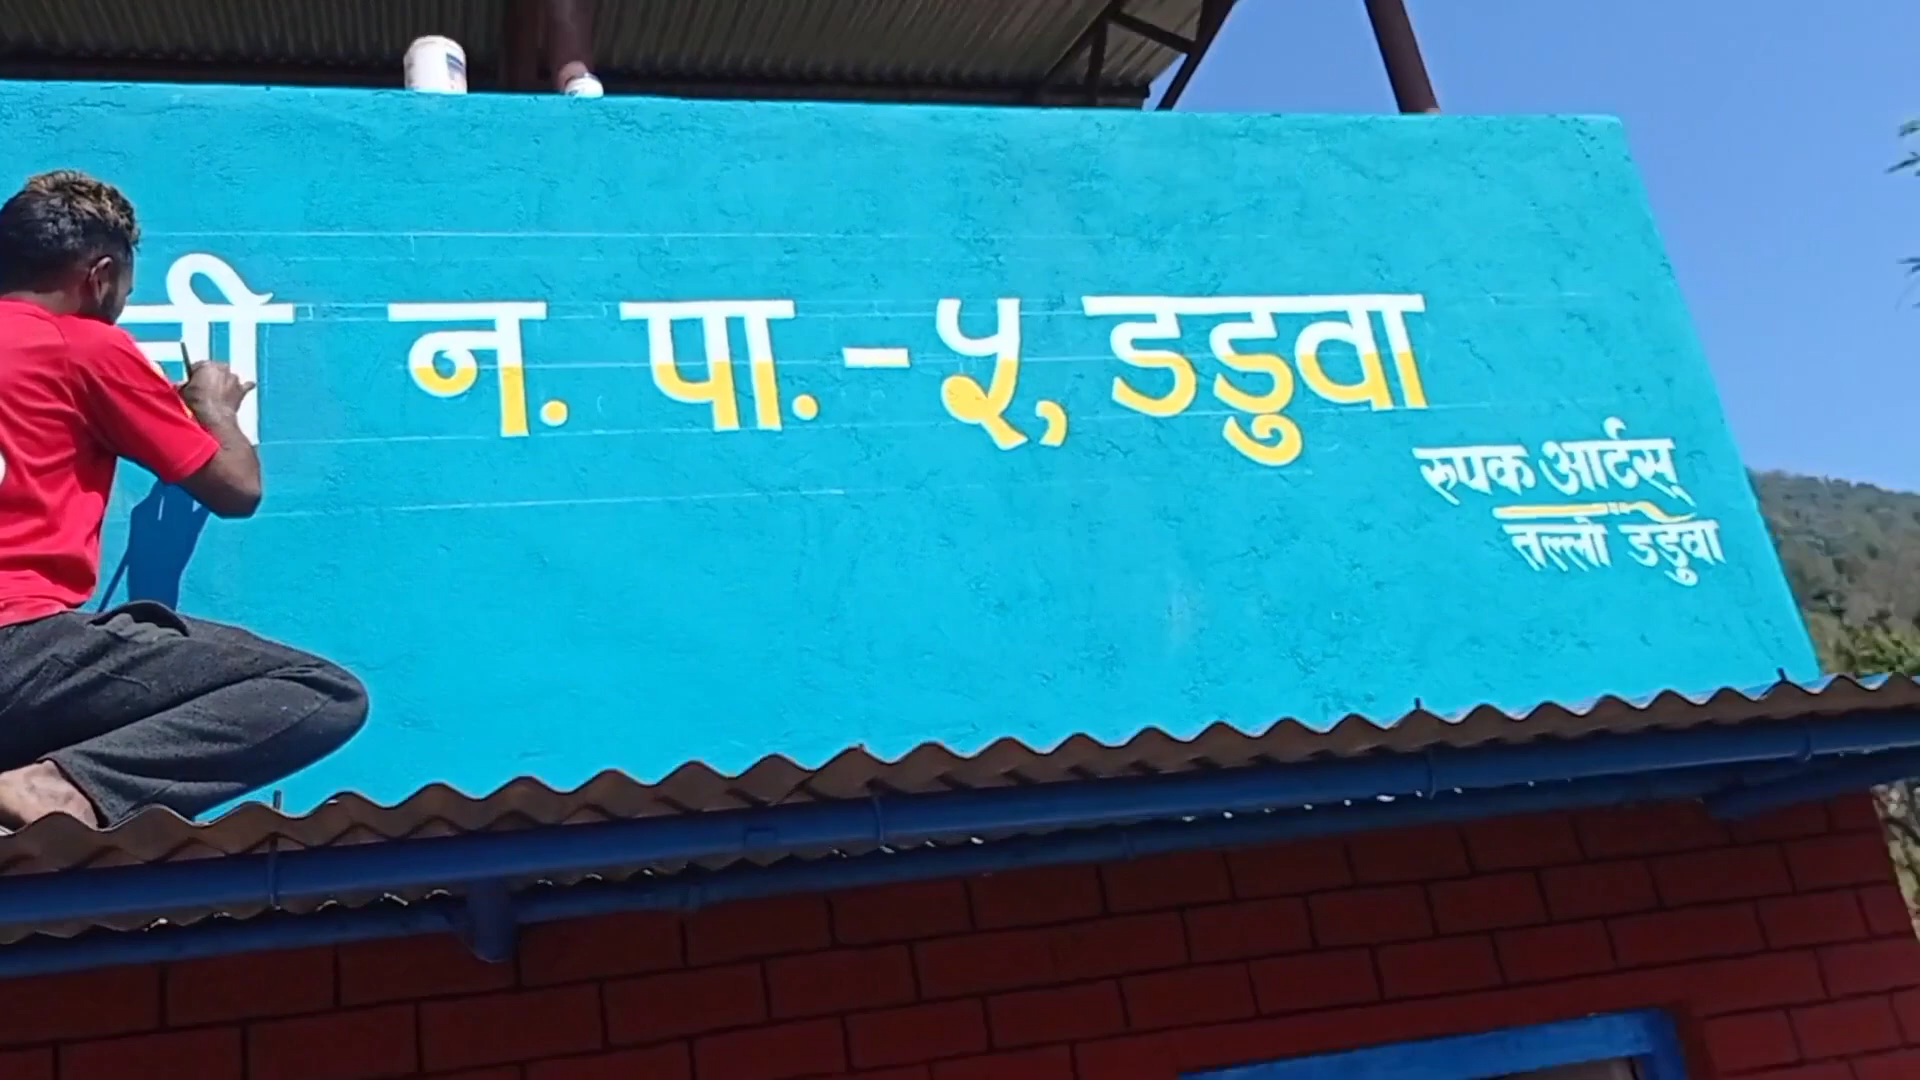 न. पा. -५, डडुवा
रुपक आर्टस्
तल्लो डडुवा